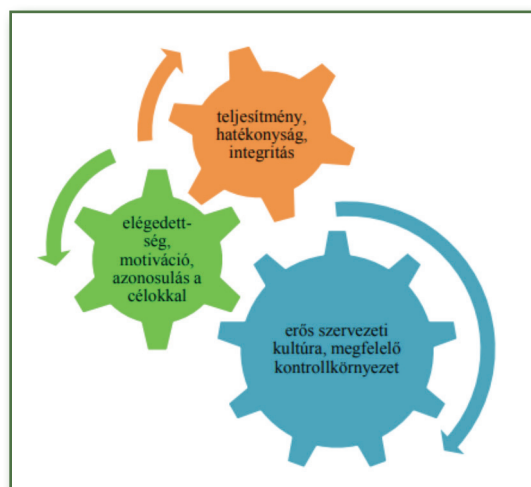 teljesítmény,
hatékonyság,
integritás
elégedett-
ség,
motiváció,
azonosulás a
célokkal
erős szervezeti
kultúra, megfelelő
kontrollkörnyezet